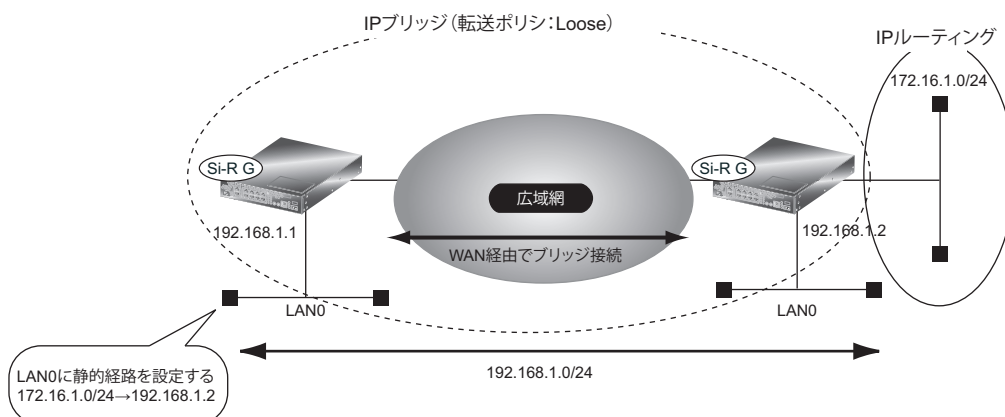 IPブリッジ（転送ポリシ：Loose）
IPルーティング
172.16.1.0/24
Si-R G
Si-R G
広域網
192.168.1.1
192.168.1.2
WAN経由でブリッジ接続
LAN0
LAN0
LAN0に静的経路を設定する
172.16.1.0/24→192.168.1.2
192.168.1.0/24